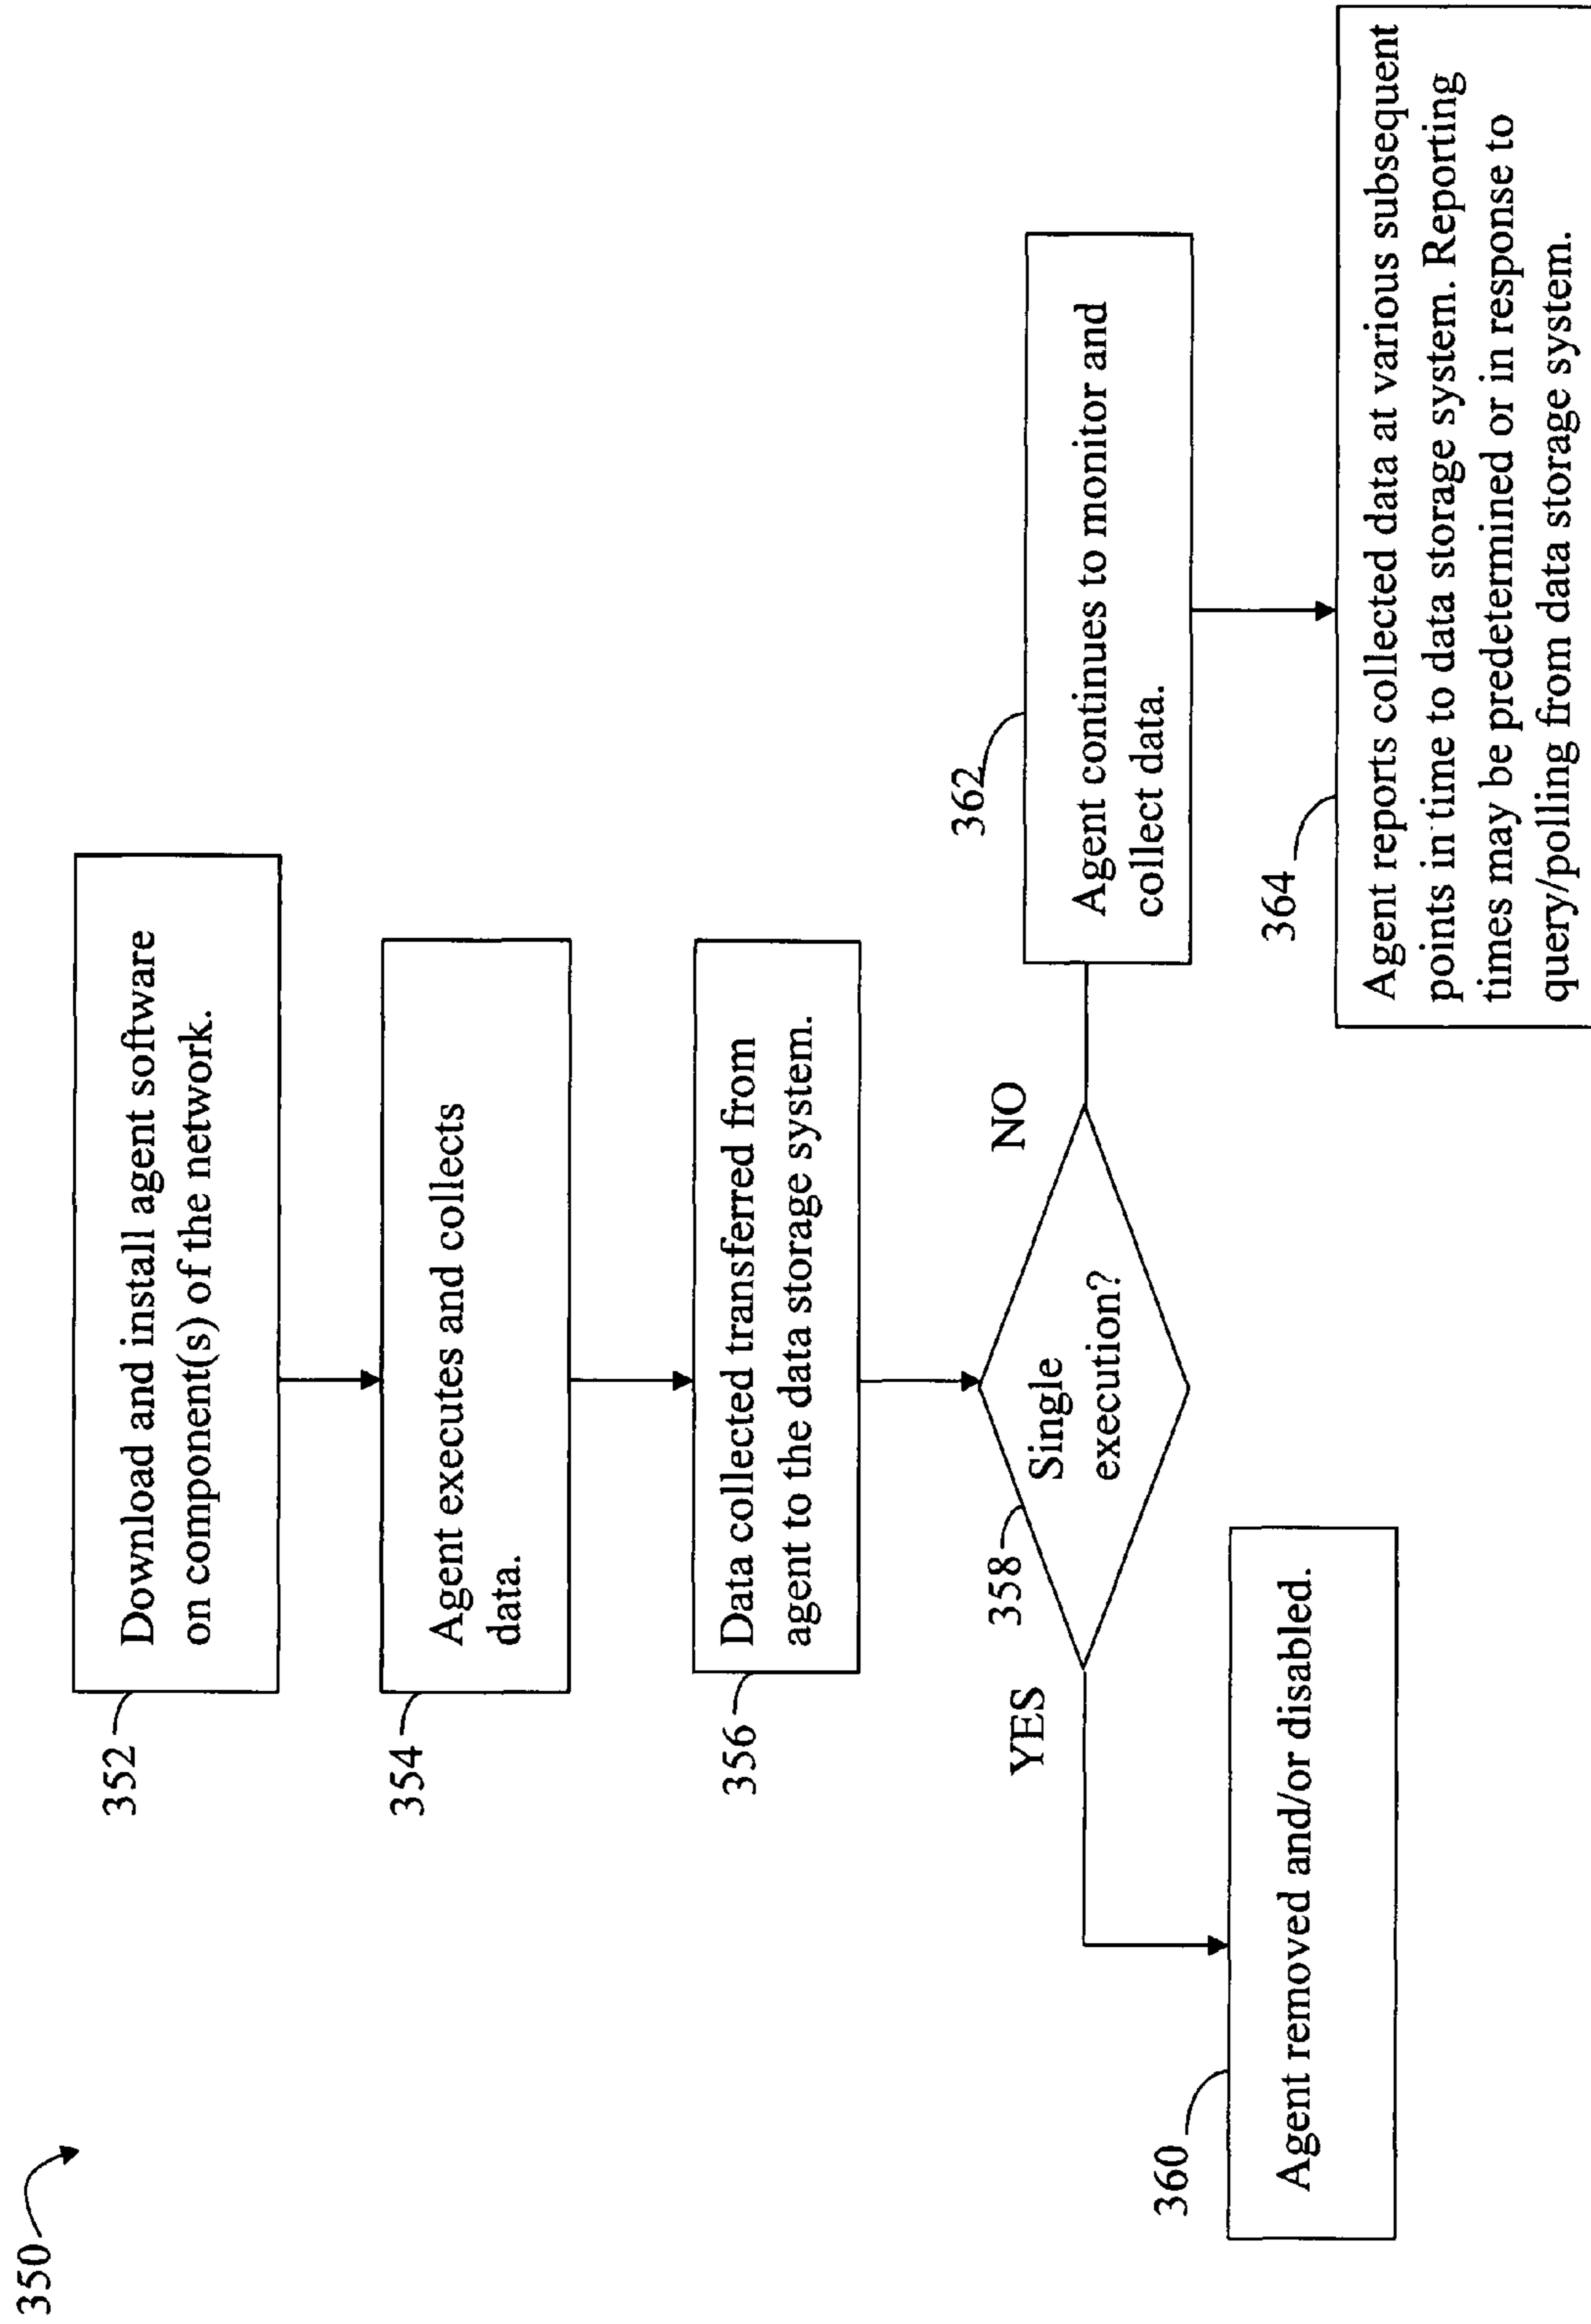 350
352
Download and install agent software
on component(s) of the network.
354
Agent executes and collects
data.
356
Data collected transferred from
agent to the data storage system.
358
Single
execution?
YES
NO
360
Agent removed and/or disabled.
362
Agent continues to monitor and
collect data.
364
Agent reports collected data at various subsequent
points in time to data storage system. Reporting
times may be predetermined or in response to
query/polling from data storage system.